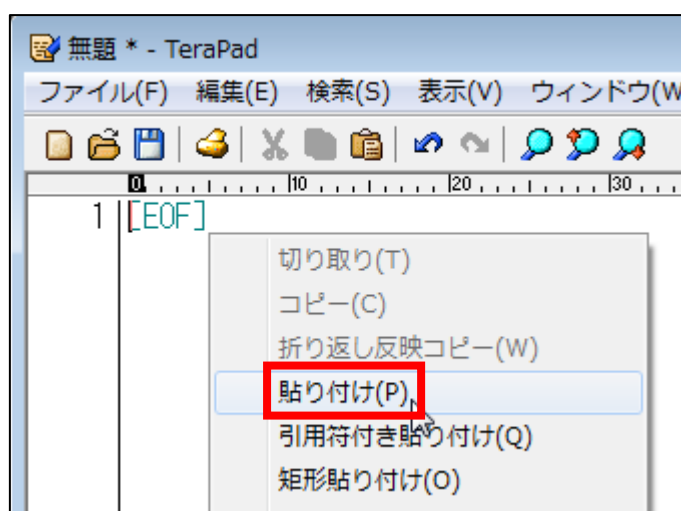 無題 * - TeraPad
ファイル(F) 編集(E) 検索(S) 表示(V) ウィンドウ(W
0 10 20 30
1 [EOF]
切り取り(T)
コピー(C)
折り返し反映コピー(W)
貼り付け(P)
引用符付き貼り付け(Q)
矩形貼り付け(O)